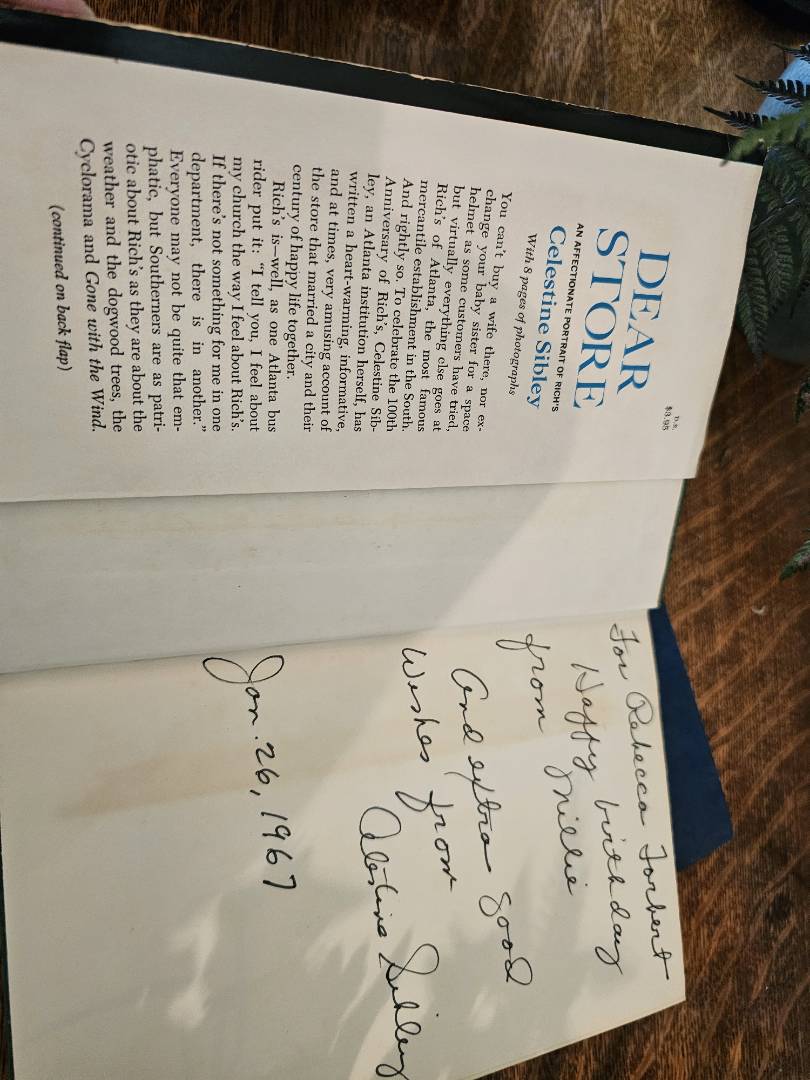 D.S.
$3.95
DEAR
STORE
AN AFFECTIONATE PORTRAIT OF RICH'S
Celestine Sibley
With 8 pages of photographs
You can't buy a wife there, nor ex-
change your baby sister for a space
helmet as some customers have tried,
but virtually everything else goes at
Rich's of Atlanta, the most famous
mercantile establishment in the South.
And rightly so. To celebrate the 100th
Anniversary of Rich's, Celestine Sib-
ley, an Atlanta institution herself, has
written a heart-warming, informative,
and at times, very amusing account of
the store that married a city and their
century of happy life together.
Rich's is—well, as one Atlanta bus
rider put it: "I tell you, I feel about
my church the way I feel about Rich's.
If there's not something for me in one
department, there is in another."
Everyone may not be quite that em-
phatic, but Southerners are as patri-
otic about Rich's as they are about the
weather and the dogwood trees, the
Cyclorama and Gone with the Wind.
(continued on back flap)
For Rebecca Torbert
Happy birthday
from Millie
And extra good
wishes from
Celestine Sibley
Jan. 26, 1967